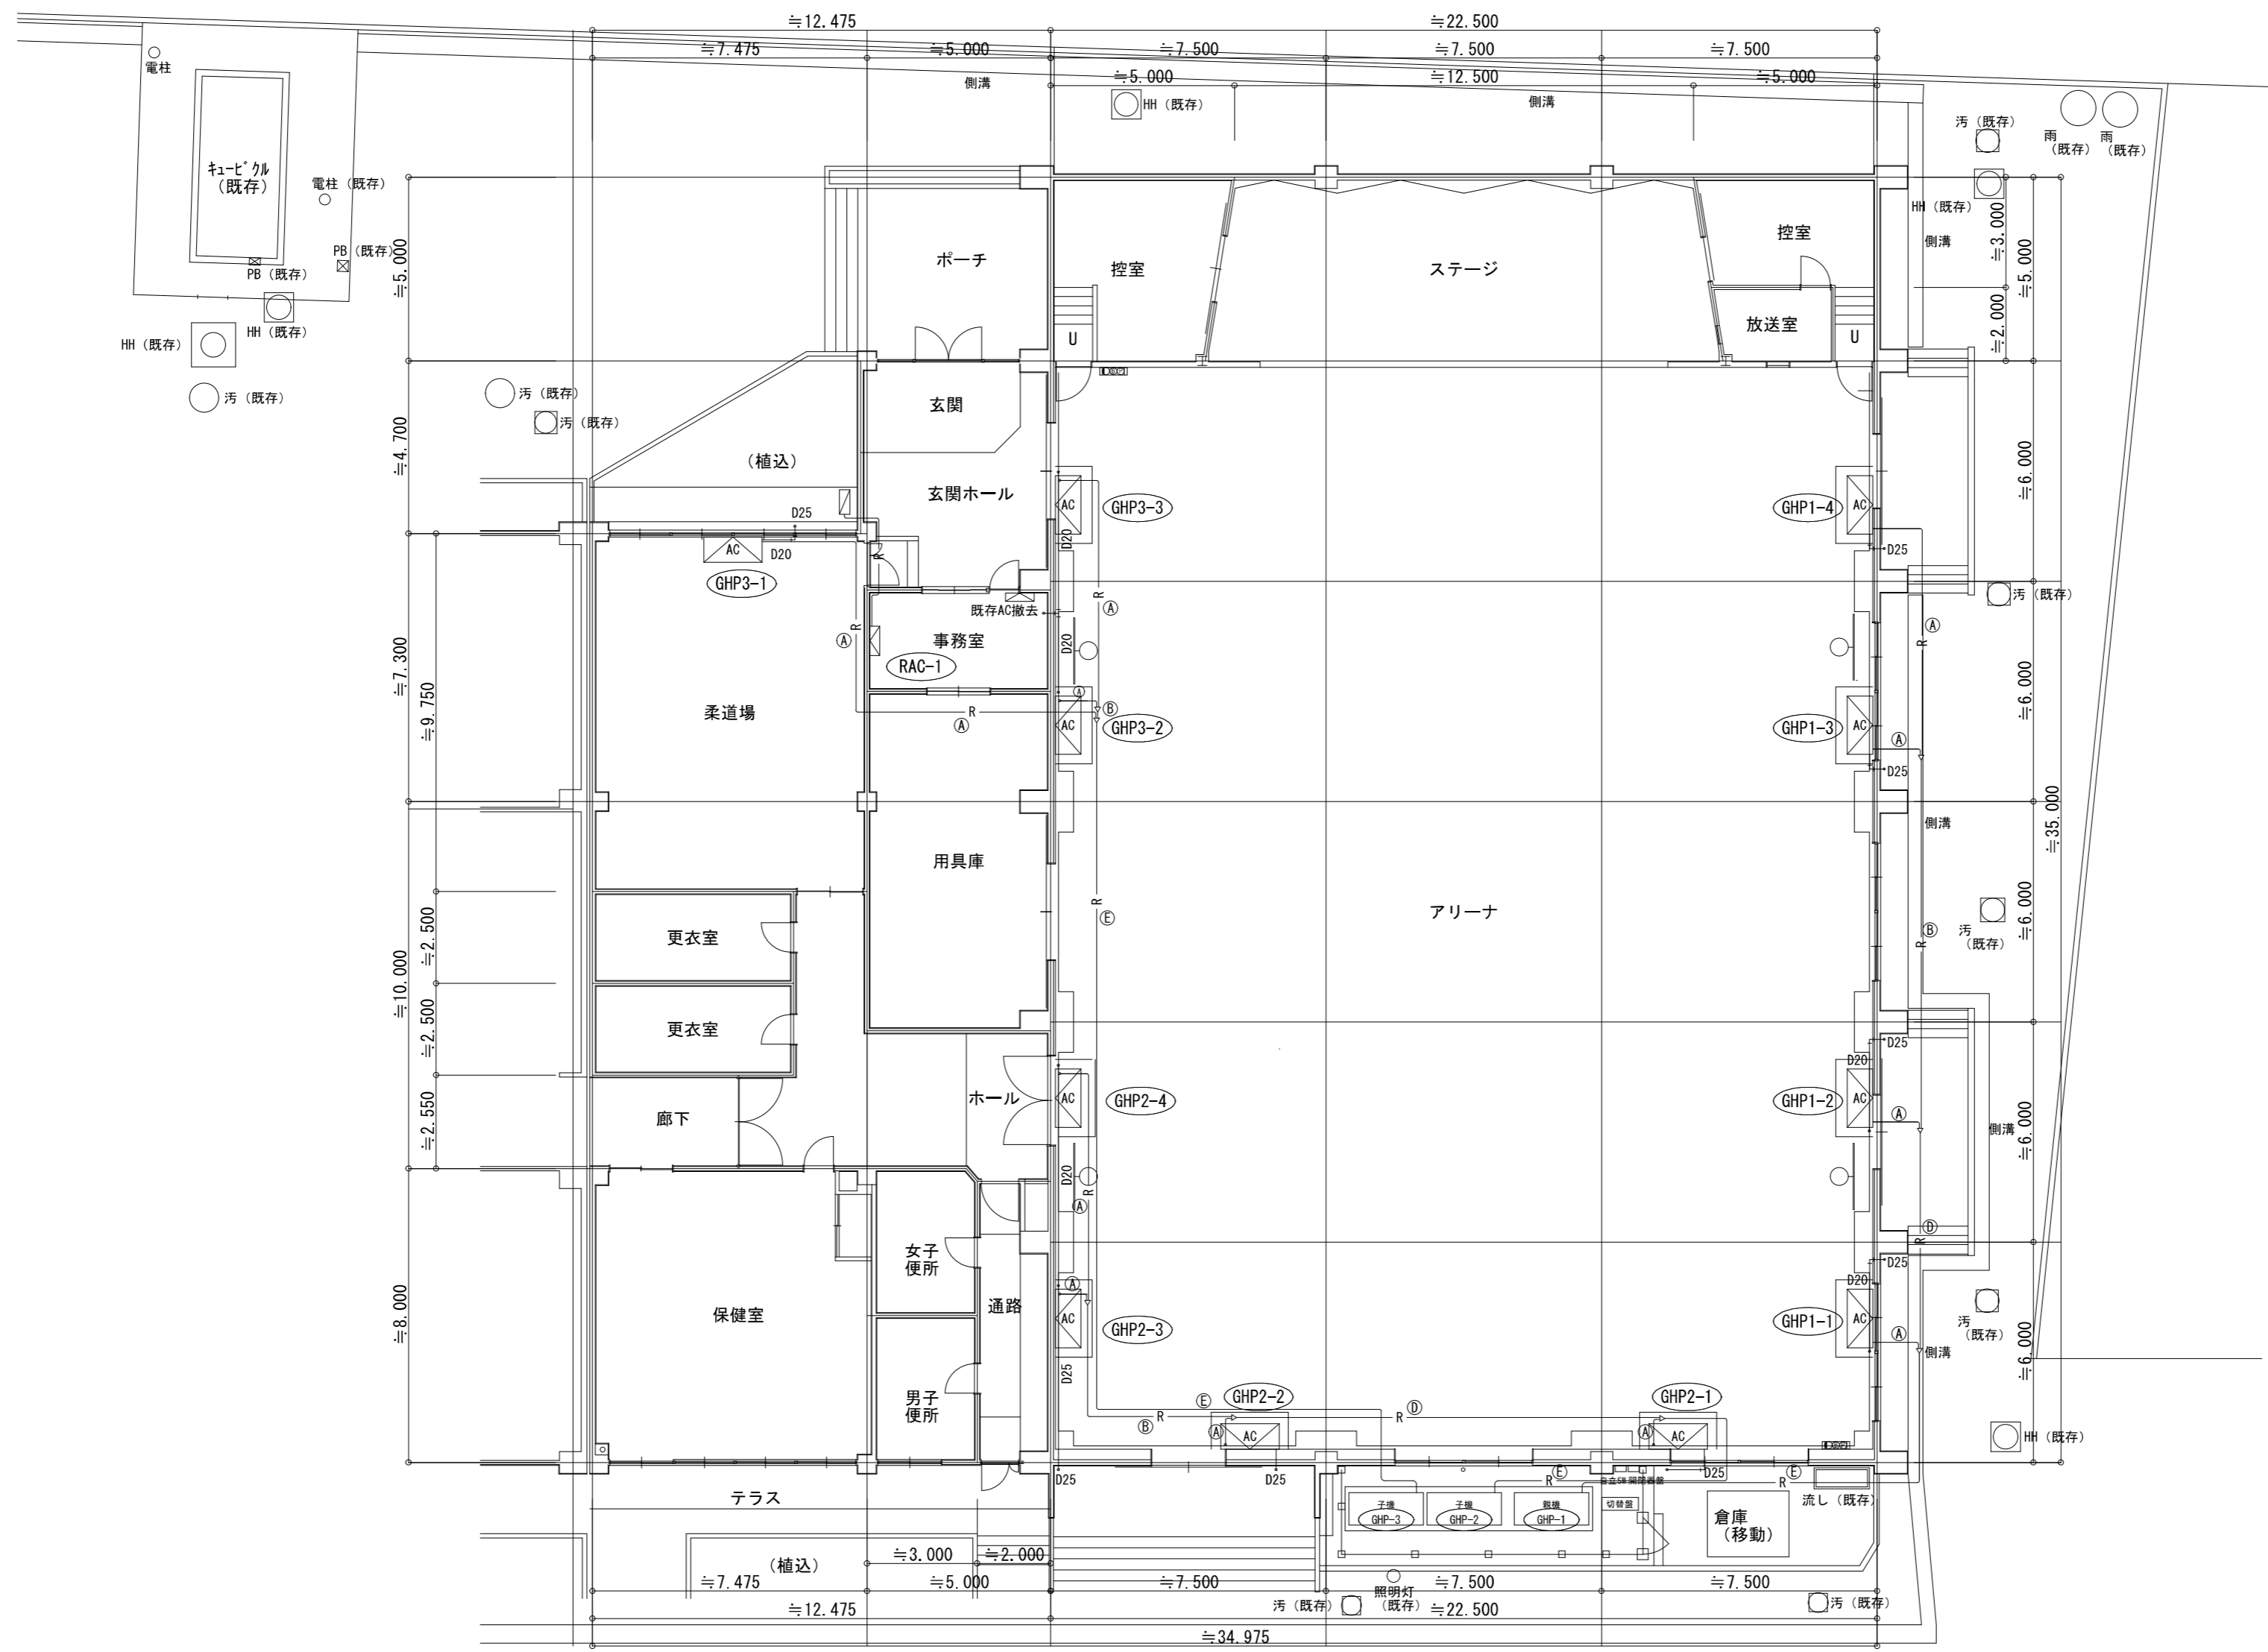 ≒12.475
≒22.500
≒7.475
≒5.000
≒7.500
≒7.500
≒7.500
≒5.000
≒12.500
≒5.000
電柱
側溝
HH（既存）
側溝
汚（既存）
雨
（既存）
雨
（既存）
ｷｭｰﾋﾞｸﾙ
（既存）
電柱（既存）
PB（既存）
PB（既存）
HH（既存）
HH（既存）
汚（既存）
≒5.000
ポーチ
控室
ステージ
控室
放送室
U
U
HH（既存）
側溝
≒3.000
≒2.000
≒5.000
汚（既存）
汚（既存）
≒4.700
玄関
（植込）
玄関ホール
D25
AC
D20
GHP3-1
R
AC
GHP3-3
D20
GHP1-4
AC
D25
≒6.000
R
Ⓐ
既存AC撤去
汚（既存）
Ⓐ
R
事務室
RAC-1
D20
Ⓐ
R
≒7.300
≒9.750
柔道場
R
Ⓐ
Ⓐ
Ⓑ
AC
GHP3-2
GHP1-3
AC
Ⓐ
D25
≒6.000
≒35.000
側溝
用具庫
R
Ⓔ
アリーナ
汚
（既存）
Ⓑ
R
≒6.000
更衣室
≒2.500
≒10.000
更衣室
≒2.500
D25
D20
ホール
AC
GHP2-4
GHP1-2
AC
Ⓐ
側溝
≒6.000
廊下
≒2.550
D20
R
Ⓐ
Ⓓ
R
女子
便所
D25
D20
保健室
≒8.000
通路
Ⓐ
AC
GHP2-3
GHP1-1
AC
Ⓐ
側溝
汚
（既存）
≒6.000
D25
男子
便所
GHP2-2
GHP2-1
Ⓔ
R
Ⓑ
Ⓐ
AC
R
Ⓓ
Ⓐ
AC
HH（既存）
D25
D25
R
Ⓔ
D25
R
Ⓔ
テラス
子機
GHP-3
子機
GHP-2
親機
GHP-1
切替盤
倉庫
（移動）
流し（既存）
（植込）
≒3.000
≒2.000
≒7.475
≒5.000
≒7.500
照明灯
（既存）
≒7.500
≒7.500
汚（既存）
汚（既存）
≒12.475
≒22.500
≒34.975